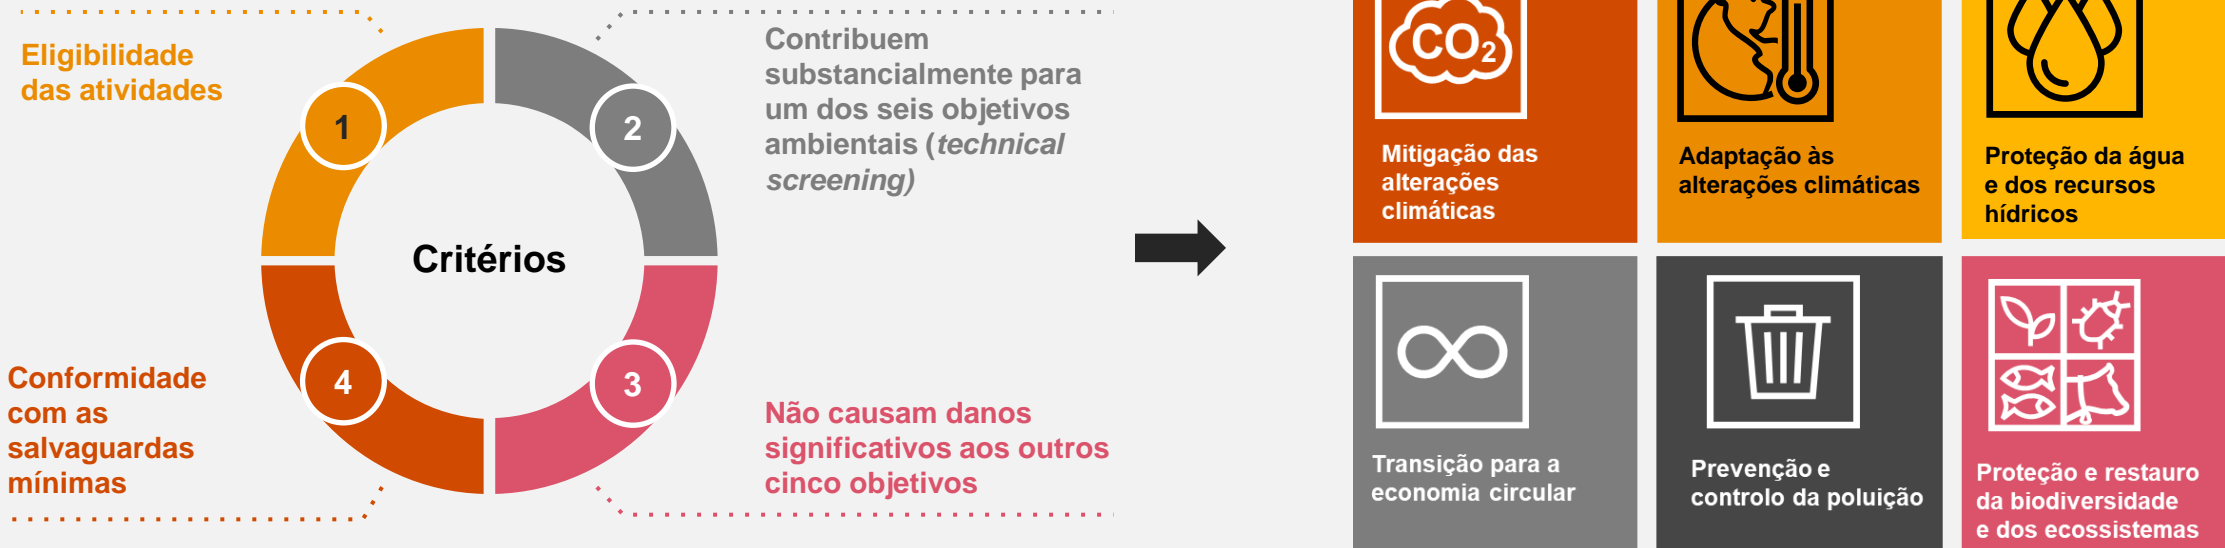 Eligibilidade
das atividades
1
2
Contribuem
substancialmente para
um dos seis objetivos
ambientais (technical
screening)
Critérios
Conformidade
com as
salvaguardas
mínimas
4
3
Não causam danos
significativos aos outros
cinco objetivos
CO2
Mitigação das
alterações
climáticas
Adaptação às
alterações climáticas
Proteção da água
e dos recursos
hídricos
Transição para a
economia circular
Prevenção e
controlo da poluição
Proteção e restauro
da biodiversidade
e dos ecossistemas